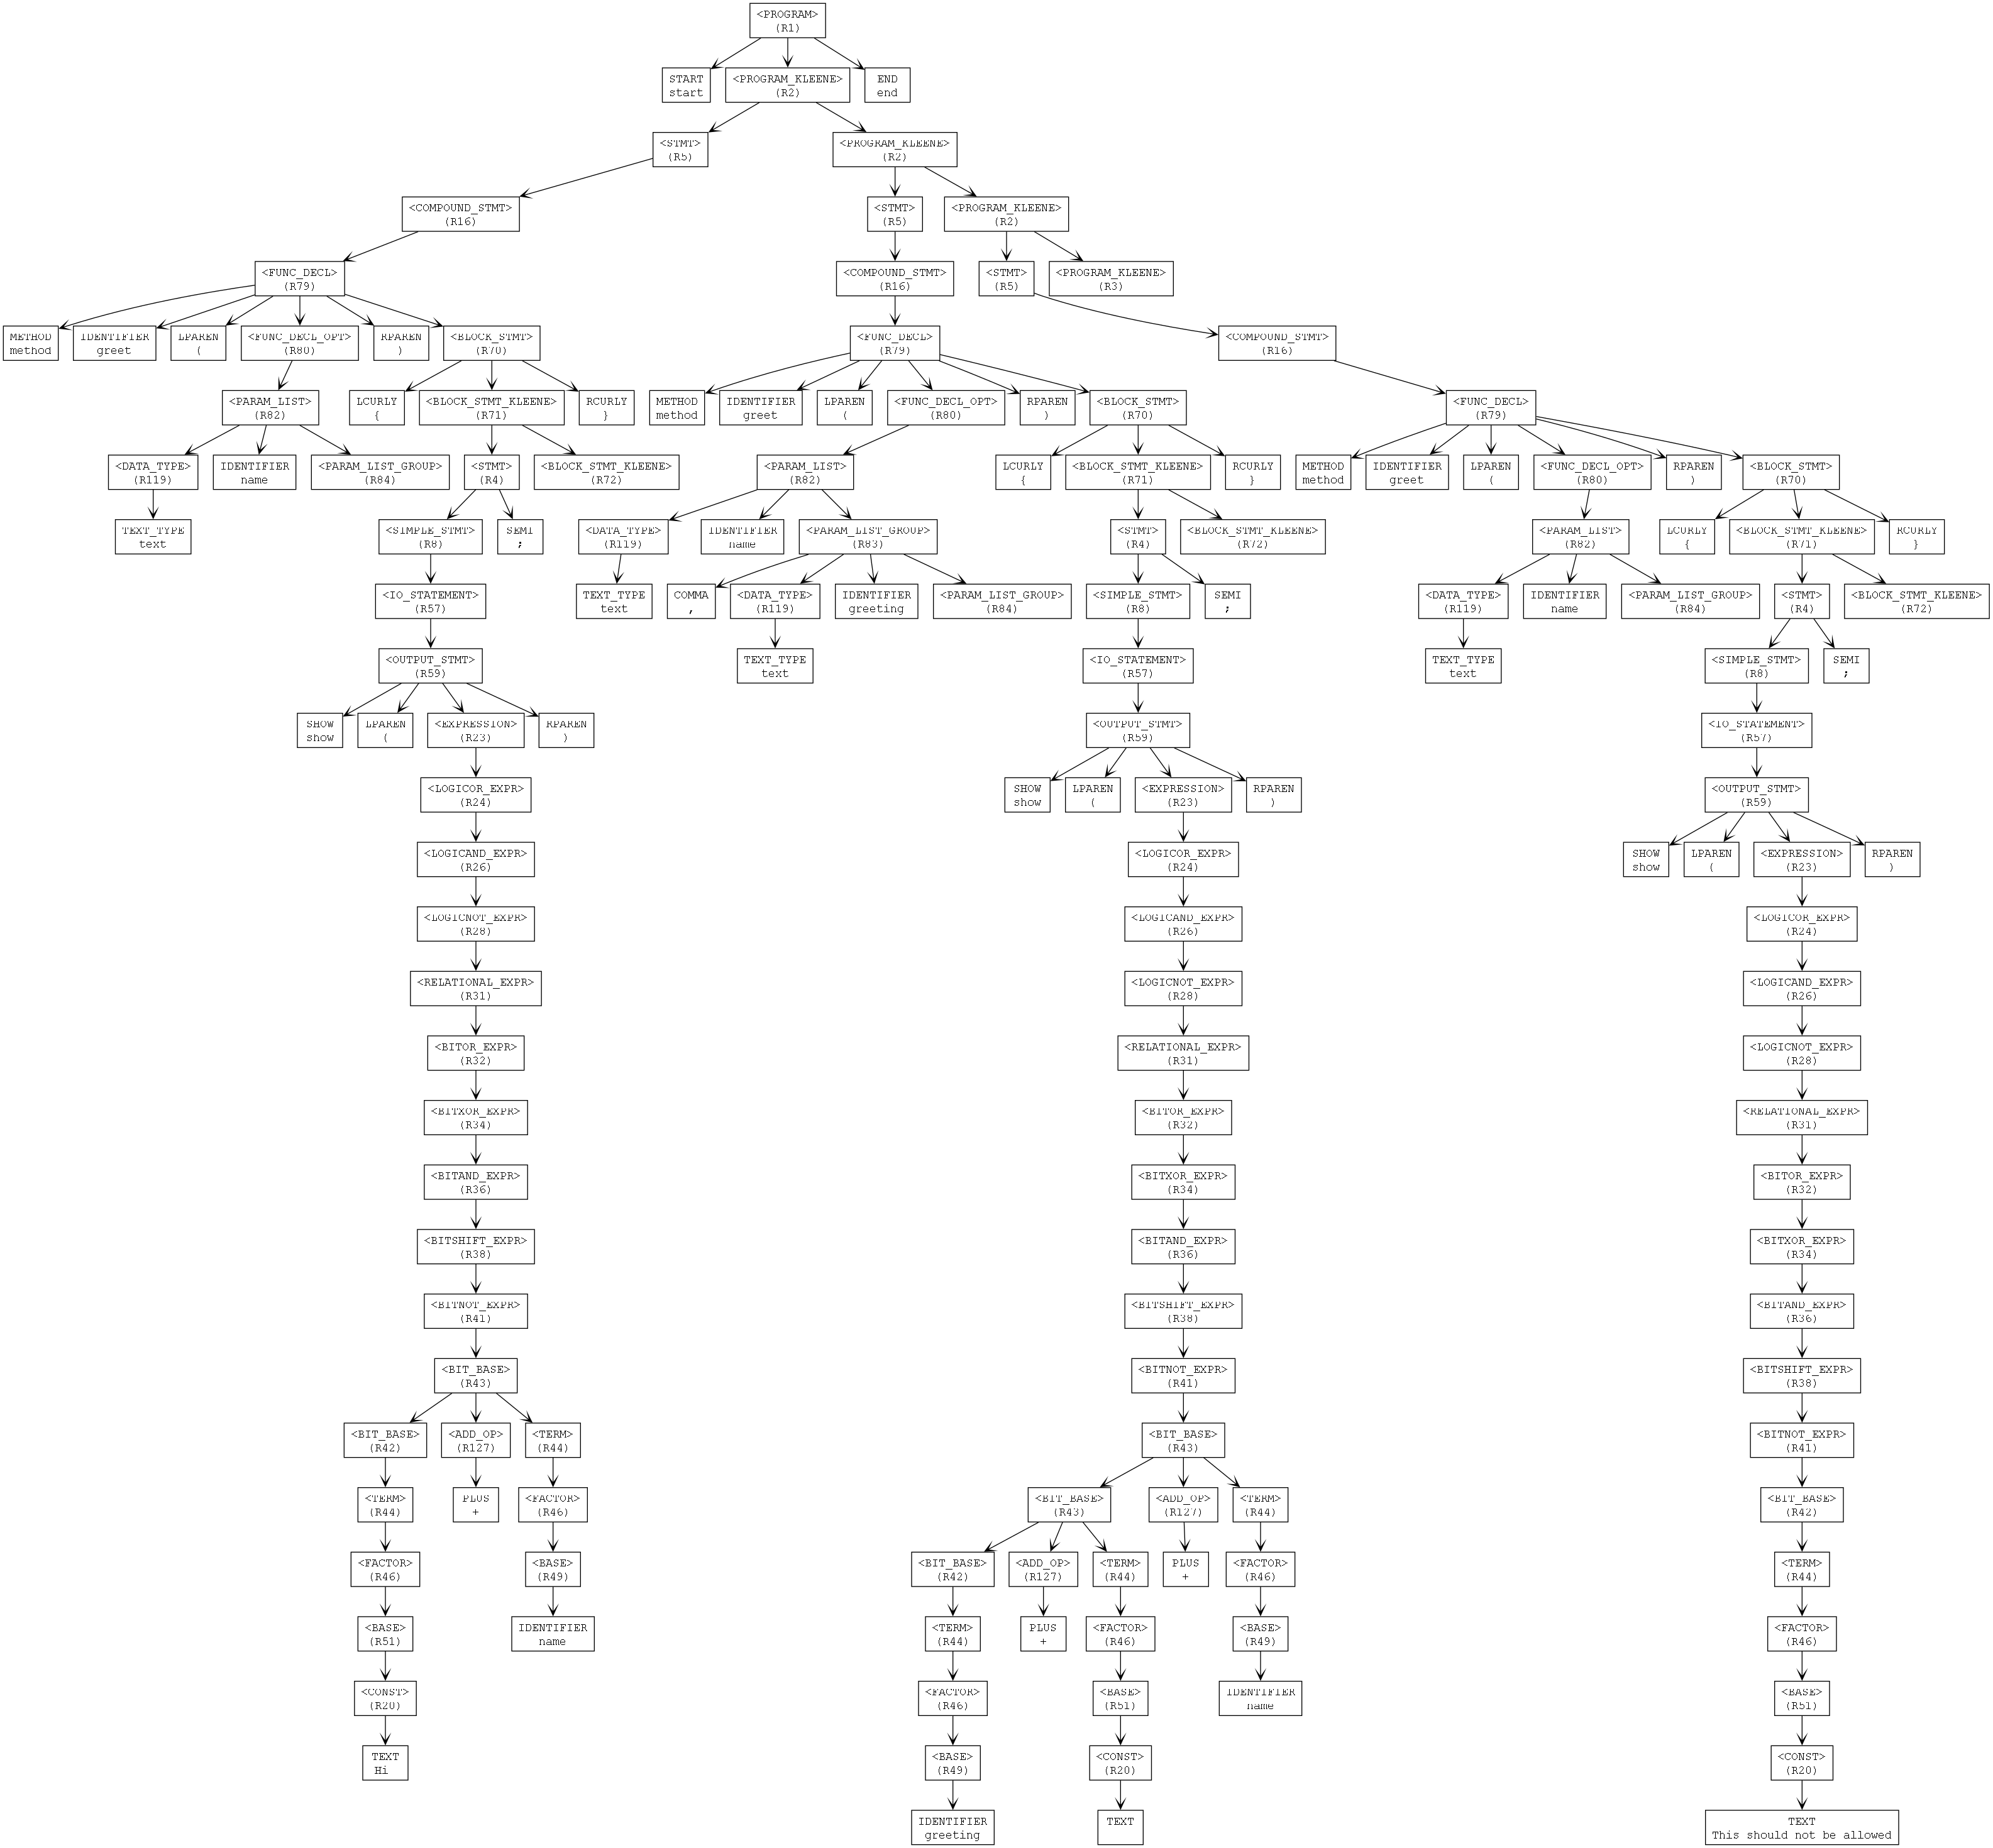 <PROGRAM>
(R1)
START
start
<PROGRAM_KLEENE>
(R2)
END
end
<STMT>
(R5)
<PROGRAM_KLEENE>
(R2)
<COMPOUND_STMT>
(R16)
<STMT>
(R5)
<PROGRAM_KLEENE>
(R2)
<FUNC_DECL>
(R79)
<COMPOUND_STMT>
(R16)
<STMT>
(R5)
<PROGRAM_KLEENE>
(R3)
METHOD
method
IDENTIFIER
greet
LPAREN
(
<FUNC_DECL_OPT>
(R80)
RPAREN
)
<BLOCK_STMT>
(R70)
<FUNC_DECL>
(R79)
<COMPOUND_STMT>
(R16)
<PARAM_LIST>
(R82)
LCURLY
{
<BLOCK_STMT_KLEENE>
(R71)
RCURLY
}
METHOD
method
IDENTIFIER
greet
LPAREN
(
<FUNC_DECL_OPT>
(R80)
RPAREN
)
<BLOCK_STMT>
(R70)
<FUNC_DECL>
(R79)
<DATA_TYPE>
(R119)
IDENTIFIER
name
<PARAM_LIST_GROUP>
(R84)
<STMT>
(R4)
<BLOCK_STMT_KLEENE>
(R72)
<PARAM_LIST>
(R82)
LCURLY
{
<BLOCK_STMT_KLEENE>
(R71)
RCURLY
}
METHOD
method
IDENTIFIER
greet
LPAREN
(
<FUNC_DECL_OPT>
(R80)
RPAREN
)
<BLOCK_STMT>
(R70)
TEXT_TYPE
text
<SIMPLE_STMT>
(R8)
SEMI
;
<DATA_TYPE>
(R119)
IDENTIFIER
name
<PARAM_LIST_GROUP>
(R83)
<STMT>
(R4)
<BLOCK_STMT_KLEENE>
(R72)
<PARAM_LIST>
(R82)
LCURLY
{
<BLOCK_STMT_KLEENE>
(R71)
RCURLY
}
<IO_STATEMENT>
(R57)
TEXT_TYPE
text
COMMA
,
<DATA_TYPE>
(R119)
IDENTIFIER
greeting
<PARAM_LIST_GROUP>
(R84)
<SIMPLE_STMT>
(R8)
SEMI
;
<DATA_TYPE>
(R119)
IDENTIFIER
name
<PARAM_LIST_GROUP>
(R84)
<STMT>
(R4)
<BLOCK_STMT_KLEENE>
(R72)
<OUTPUT_STMT>
(R59)
TEXT_TYPE
text
<IO_STATEMENT>
(R57)
TEXT_TYPE
text
<SIMPLE_STMT>
(R8)
SEMI
;
SHOW
show
LPAREN
(
<EXPRESSION>
(R23)
RPAREN
)
<OUTPUT_STMT>
(R59)
<IO_STATEMENT>
(R57)
<LOGICOR_EXPR>
(R24)
SHOW
show
LPAREN
(
<EXPRESSION>
(R23)
RPAREN
)
<OUTPUT_STMT>
(R59)
<LOGICAND_EXPR>
(R26)
<LOGICOR_EXPR>
(R24)
SHOW
show
LPAREN
(
<EXPRESSION>
(R23)
RPAREN
)
<LOGICNOT_EXPR>
(R28)
<LOGICAND_EXPR>
(R26)
<LOGICOR_EXPR>
(R24)
<RELATIONAL_EXPR>
(R31)
<LOGICNOT_EXPR>
(R28)
<LOGICAND_EXPR>
(R26)
<BITOR_EXPR>
(R32)
<RELATIONAL_EXPR>
(R31)
<LOGICNOT_EXPR>
(R28)
<BITXOR_EXPR>
(R34)
<BITOR_EXPR>
(R32)
<RELATIONAL_EXPR>
(R31)
<BITAND_EXPR>
(R36)
<BITXOR_EXPR>
(R34)
<BITOR_EXPR>
(R32)
<BITSHIFT_EXPR>
(R38)
<BITAND_EXPR>
(R36)
<BITXOR_EXPR>
(R34)
<BITNOT_EXPR>
(R41)
<BITSHIFT_EXPR>
(R38)
<BITAND_EXPR>
(R36)
<BIT_BASE>
(R43)
<BITNOT_EXPR>
(R41)
<BITSHIFT_EXPR>
(R38)
<BIT_BASE>
(R42)
<ADD_OP>
(R127)
<TERM>
(R44)
<BIT_BASE>
(R43)
<BITNOT_EXPR>
(R41)
<TERM>
(R44)
PLUS
+
<FACTOR>
(R46)
<BIT_BASE>
(R43)
<ADD_OP>
(R127)
<TERM>
(R44)
<BIT_BASE>
(R42)
<FACTOR>
(R46)
<BASE>
(R49)
<BIT_BASE>
(R42)
<ADD_OP>
(R127)
<TERM>
(R44)
PLUS
+
<FACTOR>
(R46)
<TERM>
(R44)
<BASE>
(R51)
IDENTIFIER
name
<TERM>
(R44)
PLUS
+
<FACTOR>
(R46)
<BASE>
(R49)
<FACTOR>
(R46)
<CONST>
(R20)
<FACTOR>
(R46)
<BASE>
(R51)
IDENTIFIER
name
<BASE>
(R51)
TEXT
Hi
<BASE>
(R49)
<CONST>
(R20)
<CONST>
(R20)
IDENTIFIER
greeting
TEXT
TEXT
This should not be allowed